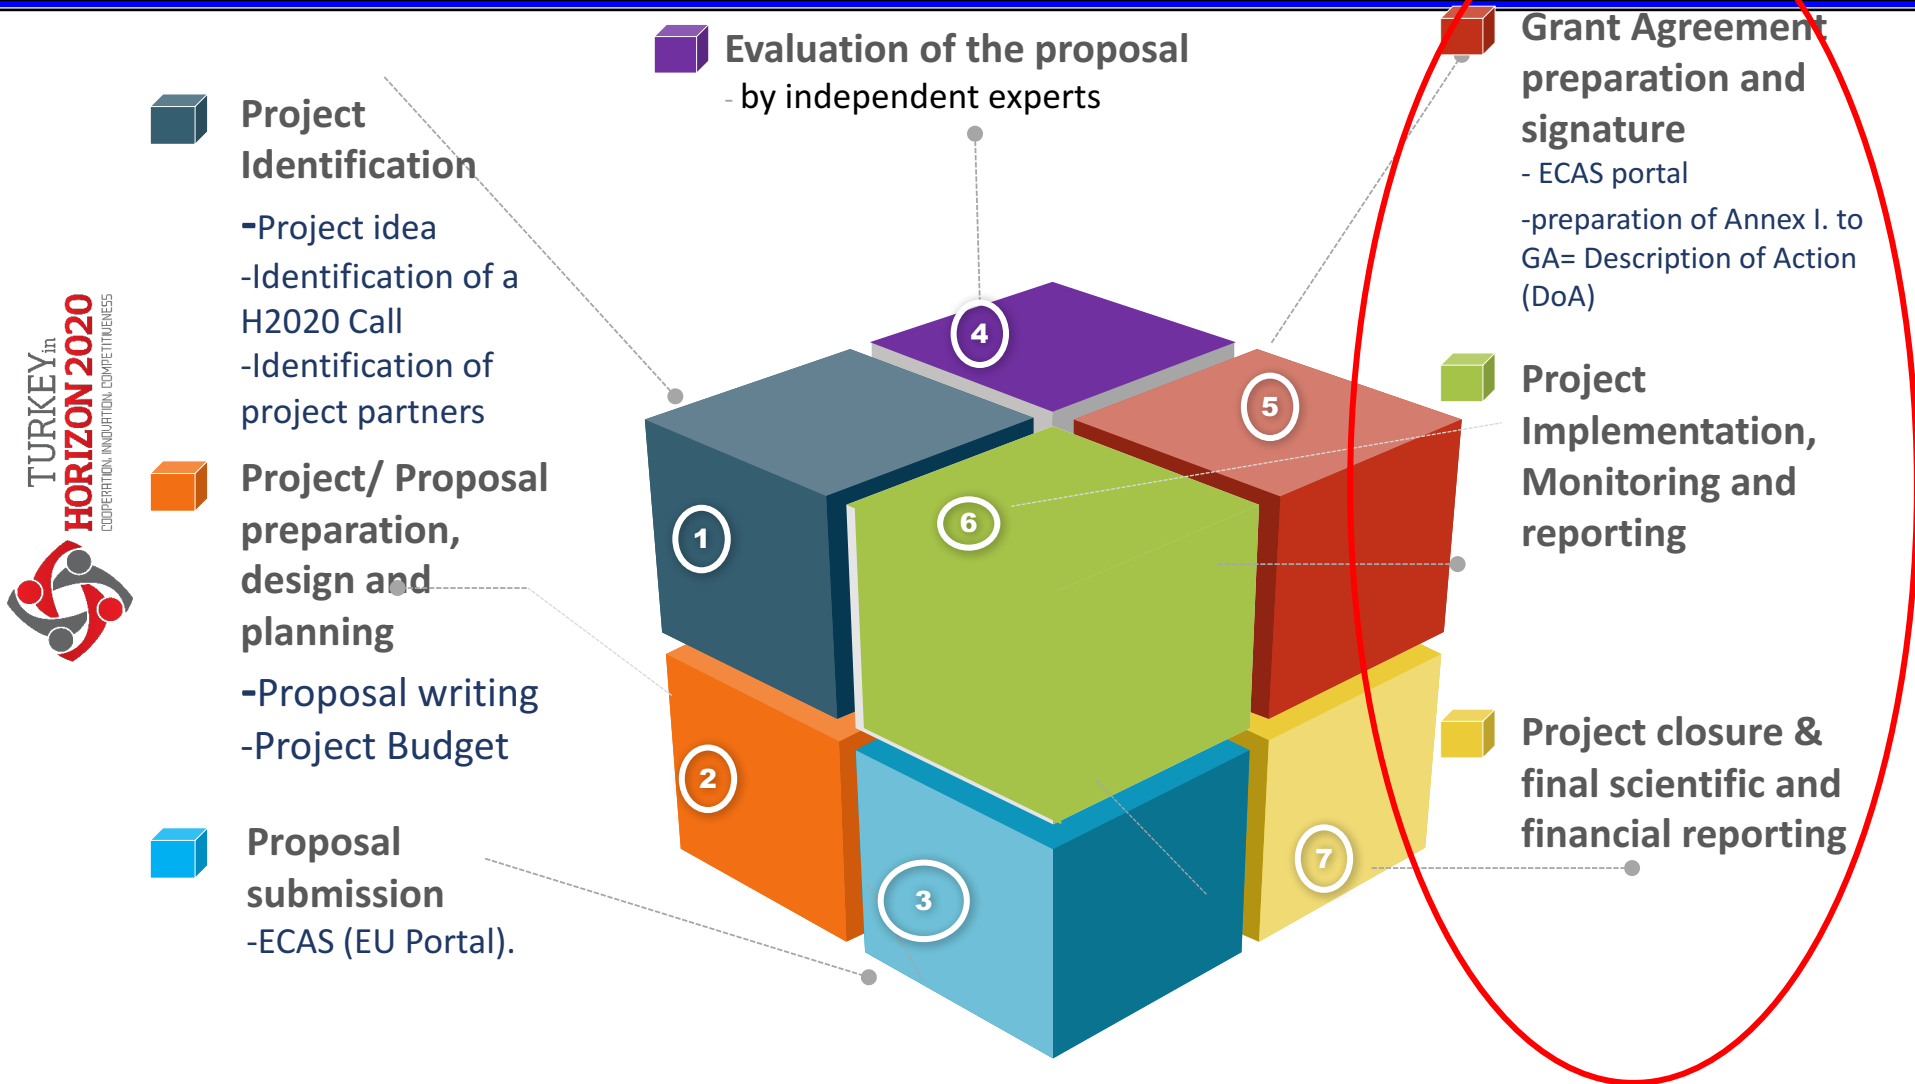 Evaluation of the proposal
- by independent experts
Project
Identification
-Project idea
-Identification of a
H2020 Call
-Identification of
project partners
Project/ Proposal
preparation,
design and
planning
-Proposal writing
-Project Budget
Proposal
submission
-ECAS (EU Portal).
Grant Agreement
preparation and
signature
- ECAS portal
-preparation of Annex I. to
GA= Description of Action
(DoA)
Project
Implementation,
Monitoring and
reporting
Project closure &
final scientific and
financial reporting
TURKEY in
HORIZON 2020
COOPERATION, INNOVATION, COMPETITIVENESS
4
5
6
1
2
3
7